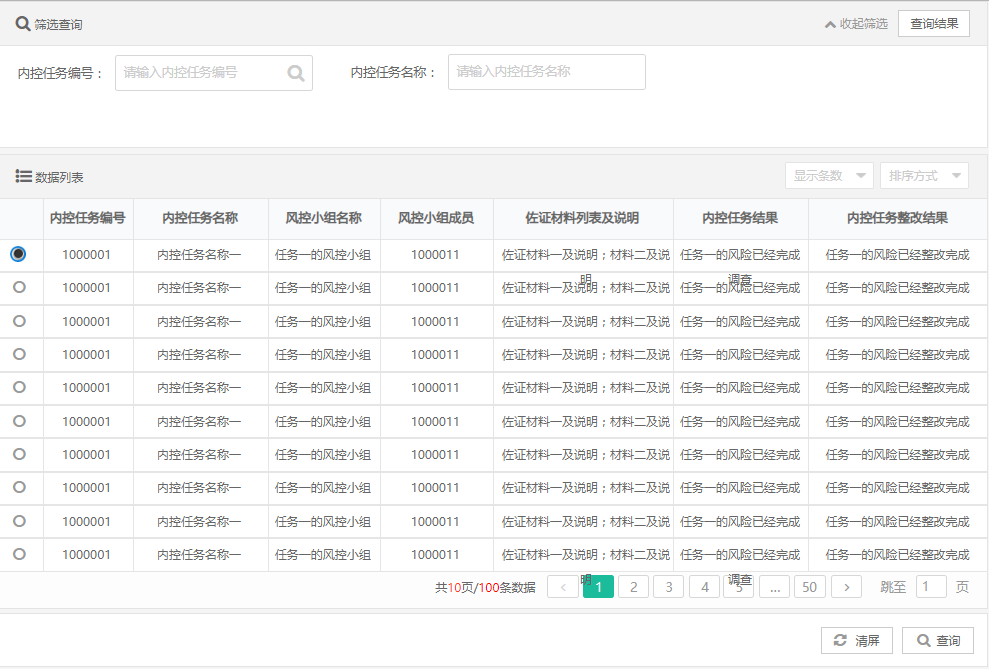 筛选查询 收起筛选 查询结果
内控任务编号： 请输入内控任务编号 内控任务名称： 请输入内控任务名称
数据列表 显示条数 排序方式
内控任务编号 内控任务名称 风控小组名称 风控小组成员 佐证材料列表及说明 内控任务结果 内控任务整改结果
1000001 内控任务名称一 任务一的风控小组 1000011 佐证材料一及说明；材料二及说 任务一的风险已经完成 任务一的风险已经整改完成
明 调查
1000001 内控任务名称一 任务一的风控小组 1000011 佐证材料一及说明；材料二及说 任务一的风险已经完成 任务一的风险已经整改完成
1000001 内控任务名称一 任务一的风控小组 1000011 佐证材料一及说明；材料二及说 任务一的风险已经完成 任务一的风险已经整改完成
1000001 内控任务名称一 任务一的风控小组 1000011 佐证材料一及说明；材料二及说 任务一的风险已经完成 任务一的风险已经整改完成
1000001 内控任务名称一 任务一的风控小组 1000011 佐证材料一及说明；材料二及说 任务一的风险已经完成 任务一的风险已经整改完成
1000001 内控任务名称一 任务一的风控小组 1000011 佐证材料一及说明；材料二及说 任务一的风险已经完成 任务一的风险已经整改完成
1000001 内控任务名称一 任务一的风控小组 1000011 佐证材料一及说明；材料二及说 任务一的风险已经完成 任务一的风险已经整改完成
1000001 内控任务名称一 任务一的风控小组 1000011 佐证材料一及说明；材料二及说 任务一的风险已经完成 任务一的风险已经整改完成
1000001 内控任务名称一 任务一的风控小组 1000011 佐证材料一及说明；材料二及说 任务一的风险已经完成 任务一的风险已经整改完成
1000001 内控任务名称一 任务一的风控小组 1000011 佐证材料一及说明；材料二及说 任务一的风险已经完成 任务一的风险已经整改完成
明 调查
共10页/100条数据 < 1 2 3 4 5 ... 50 > 跳至 1 页
清屏 查询